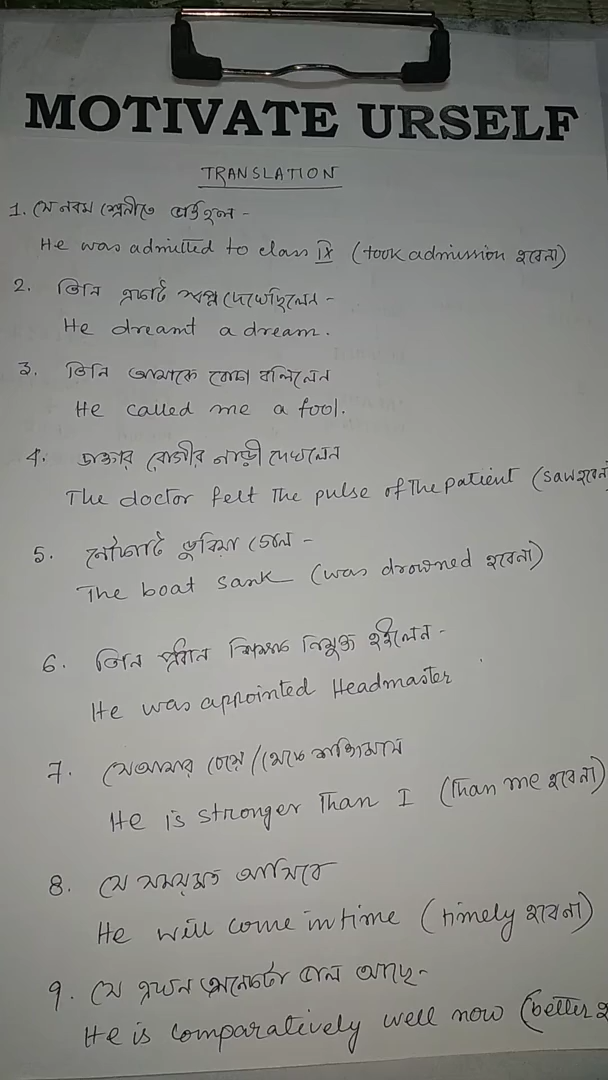 MOTIVATE URSELF
TRANSLATION
1. সে নবম শ্রেনীতে ভর্তি হল -
He was admitted to class IX (took admission হবেনা)
2. তিনি একটি স্বপ্ন দেখেছিলেন -
He dreamt a dream.
3. তিনি আমাকে বোকা বলিলেন
He called me a fool.
4. ডাক্তার রোগীর নাড়ী দেখলেন
The doctor felt The pulse of The patient (saw হবেনা
5. নৌকাটি ডুবিয়া গেল -
The boat sank (was drowned হবেনা)
6. তিনি প্রধান শিক্ষক নিযুক্ত হইলেন -
He was appointed Headmaster
7. সে আমার চেয়ে / থেকে শক্তিমান
He is stronger Than I (Than me হবেনা)
8. সে সময়মত আসিবে
He will come in time (timely হবেনা)
9. সে এখন অনেকটা ভাল আছে -
He is comparatively well now (better হ